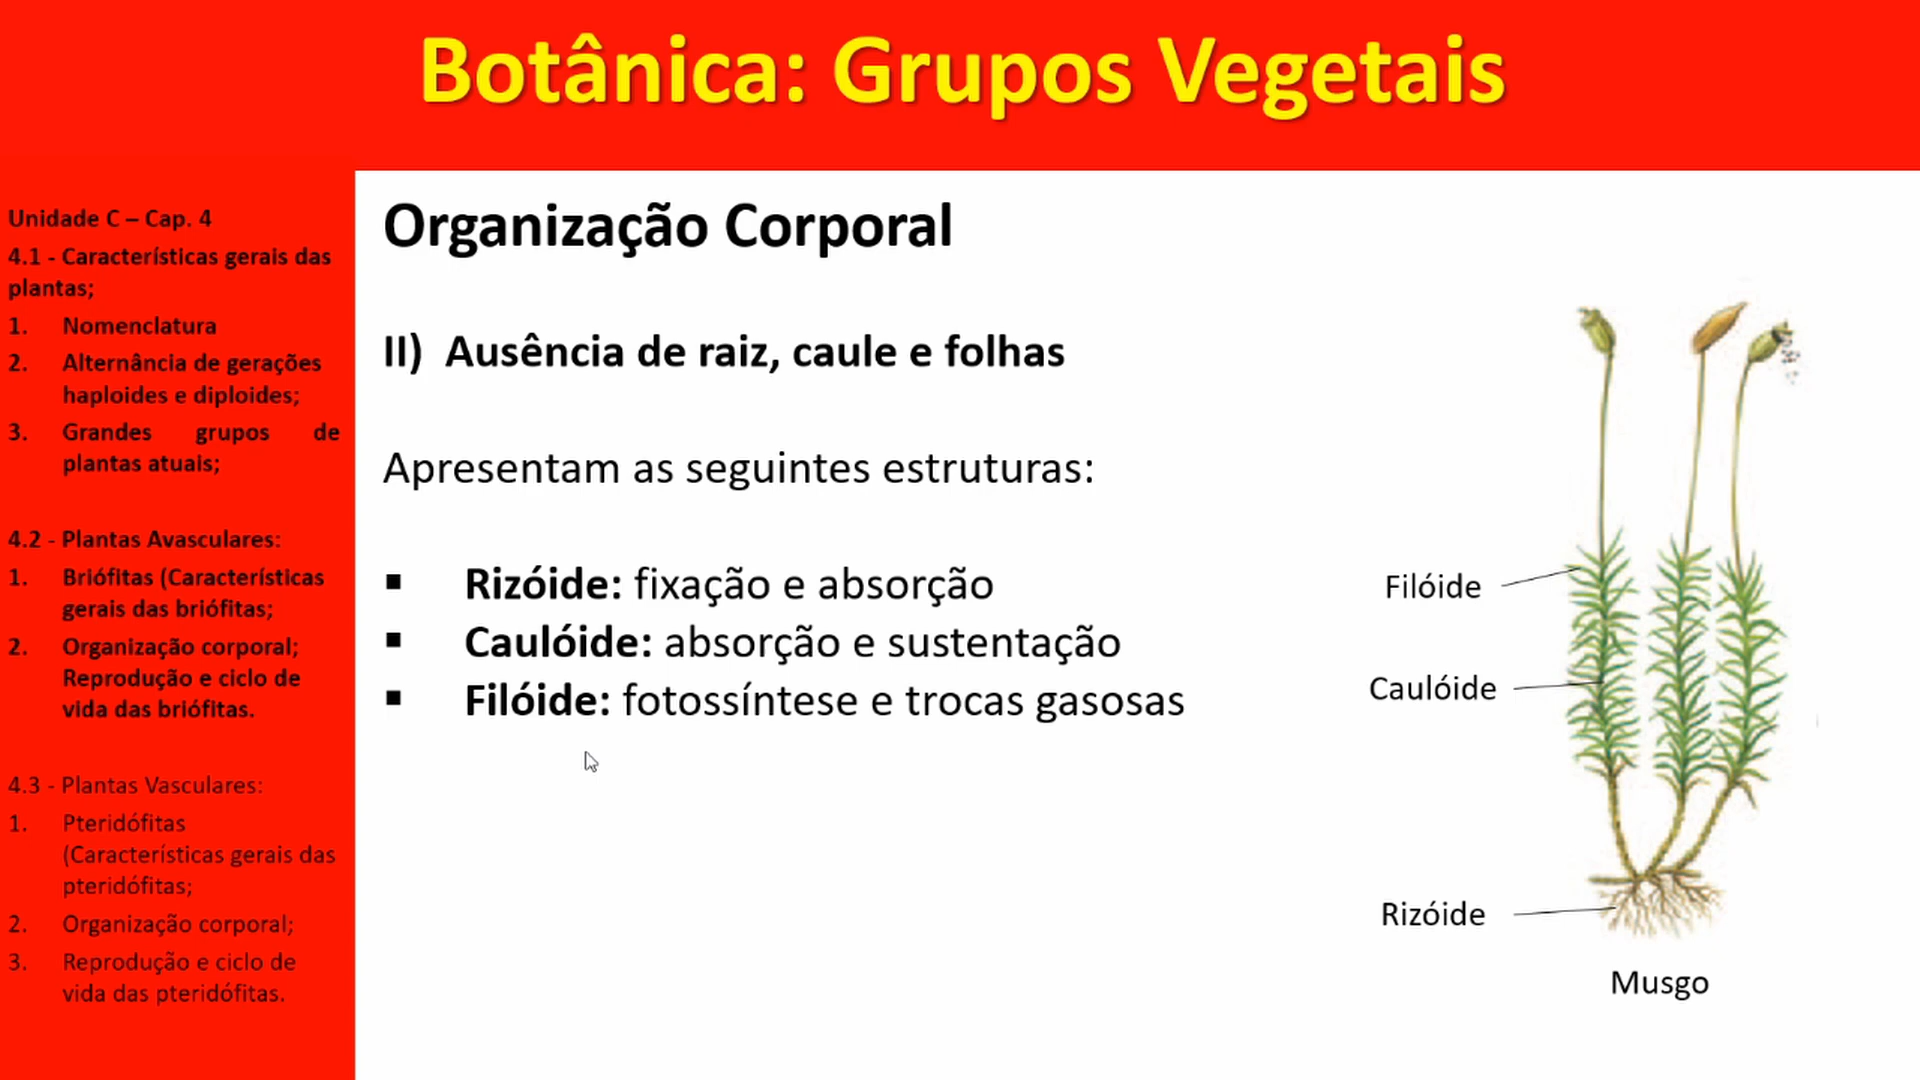 Botânica: Grupos Vegetais
Unidade C – Cap. 4
4.1 - Características gerais das
plantas;
1. Nomenclatura
2. Alternância de gerações
haploides e diploides;
3. Grandes grupos de
plantas atuais;
4.2 - Plantas Avasculares:
1. Briófitas (Características
gerais das briófitas;
2. Organização corporal;
Reprodução e ciclo de
vida das briófitas.
4.3 - Plantas Vasculares:
1. Pteridófitas
(Características gerais das
pteridófitas;
2. Organização corporal;
3. Reprodução e ciclo de
vida das pteridófitas.
Organização Corporal
II) Ausência de raiz, caule e folhas
Apresentam as seguintes estruturas:
▪ Rizóide: fixação e absorção
▪ Caulóide: absorção e sustentação
▪ Filóide: fotossíntese e trocas gasosas
Filóide
Caulóide
Rizóide
Musgo